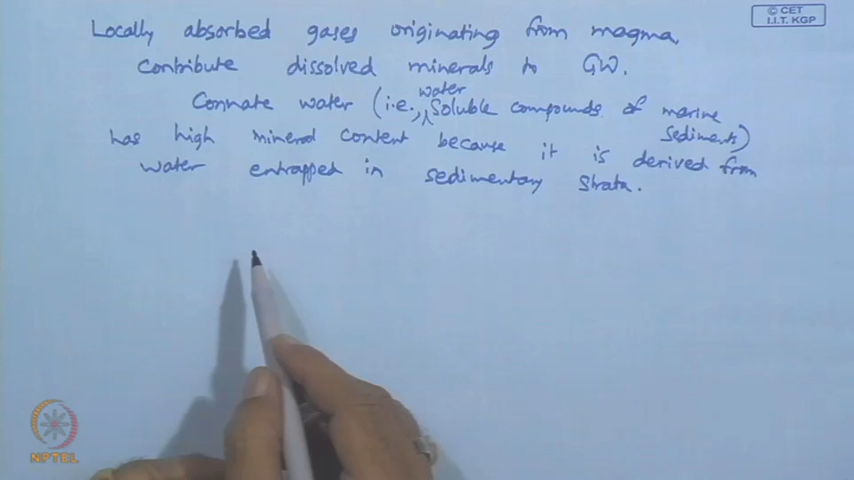 © CET
I.I.T. KGP
Locally absorbed gases originating from magma,
contribute dissolved minerals to GW.
Connate water (i.e., water soluble compounds of marine sediments)
has high mineral content because it is derived from
water entrapped in sedimentary strata.
NPTEL